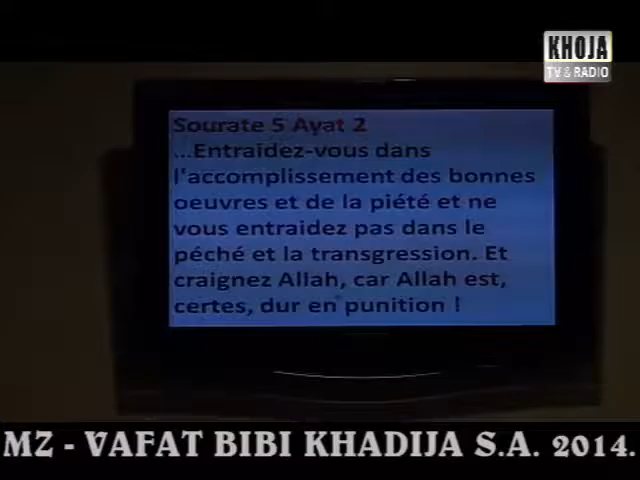 KHOJA
TV & RADIO
Sourate 5 Ayat 2
...Entraidez-vous dans
l'accomplissement des bonnes
oeuvres et de la piété et ne
vous entraidez pas dans le
péché et la transgression. Et
craignez Allah, car Allah est,
certes, dur en punition !
MZ - VAFAT BIBI KHADIJA S.A. 2014.